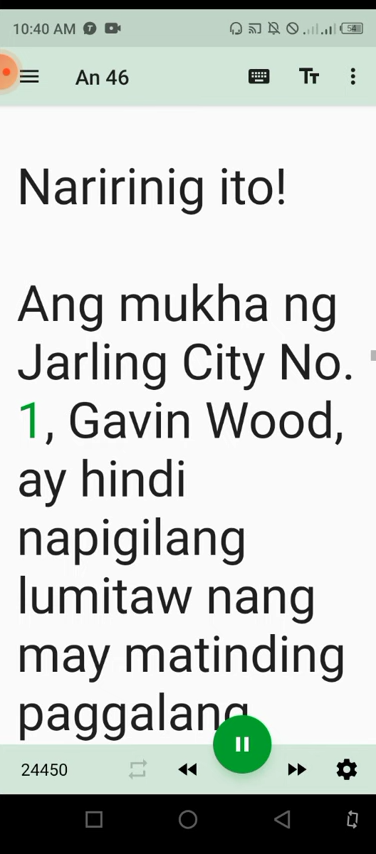 10:40 AM
54
An 46
Naririnig ito!
Ang mukha ng
Jarling City No.
1, Gavin Wood,
ay hindi
napigilang
lumitaw nang
may matinding
paggalang
24450